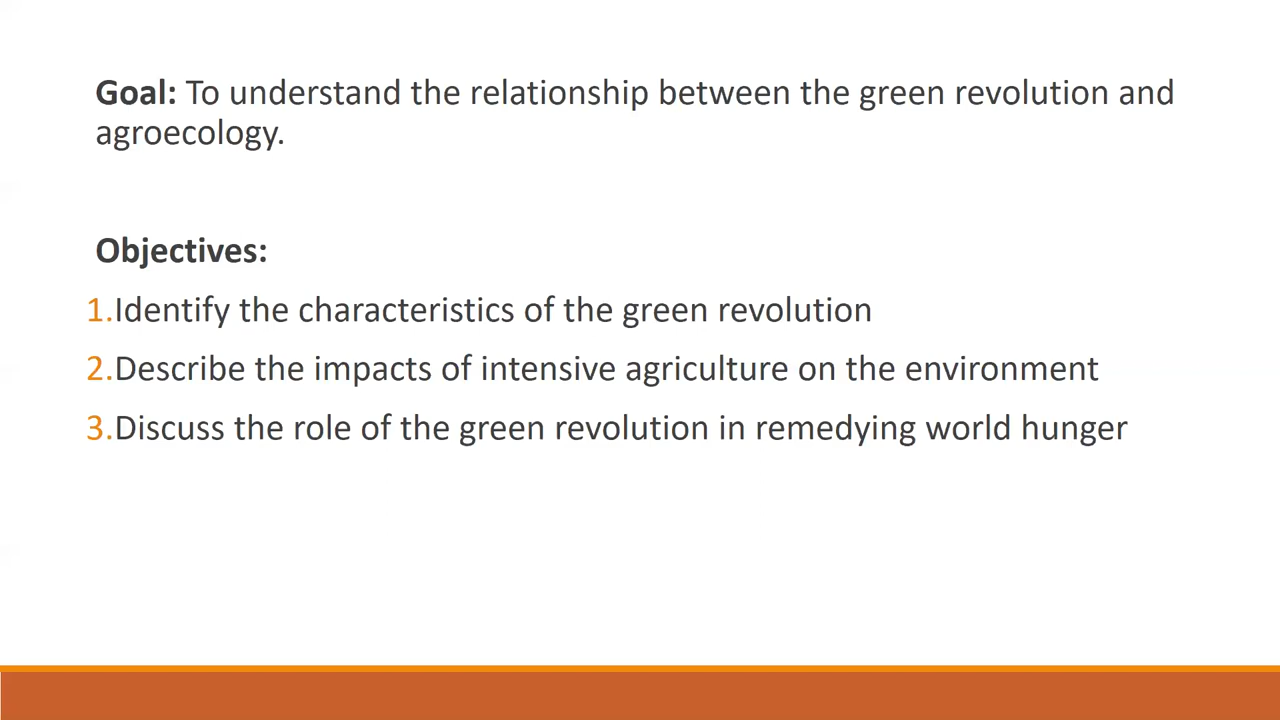 Goal: To understand the relationship between the green revolution and
agroecology.
Objectives:
1.Identify the characteristics of the green revolution
2.Describe the impacts of intensive agriculture on the environment
3.Discuss the role of the green revolution in remedying world hunger